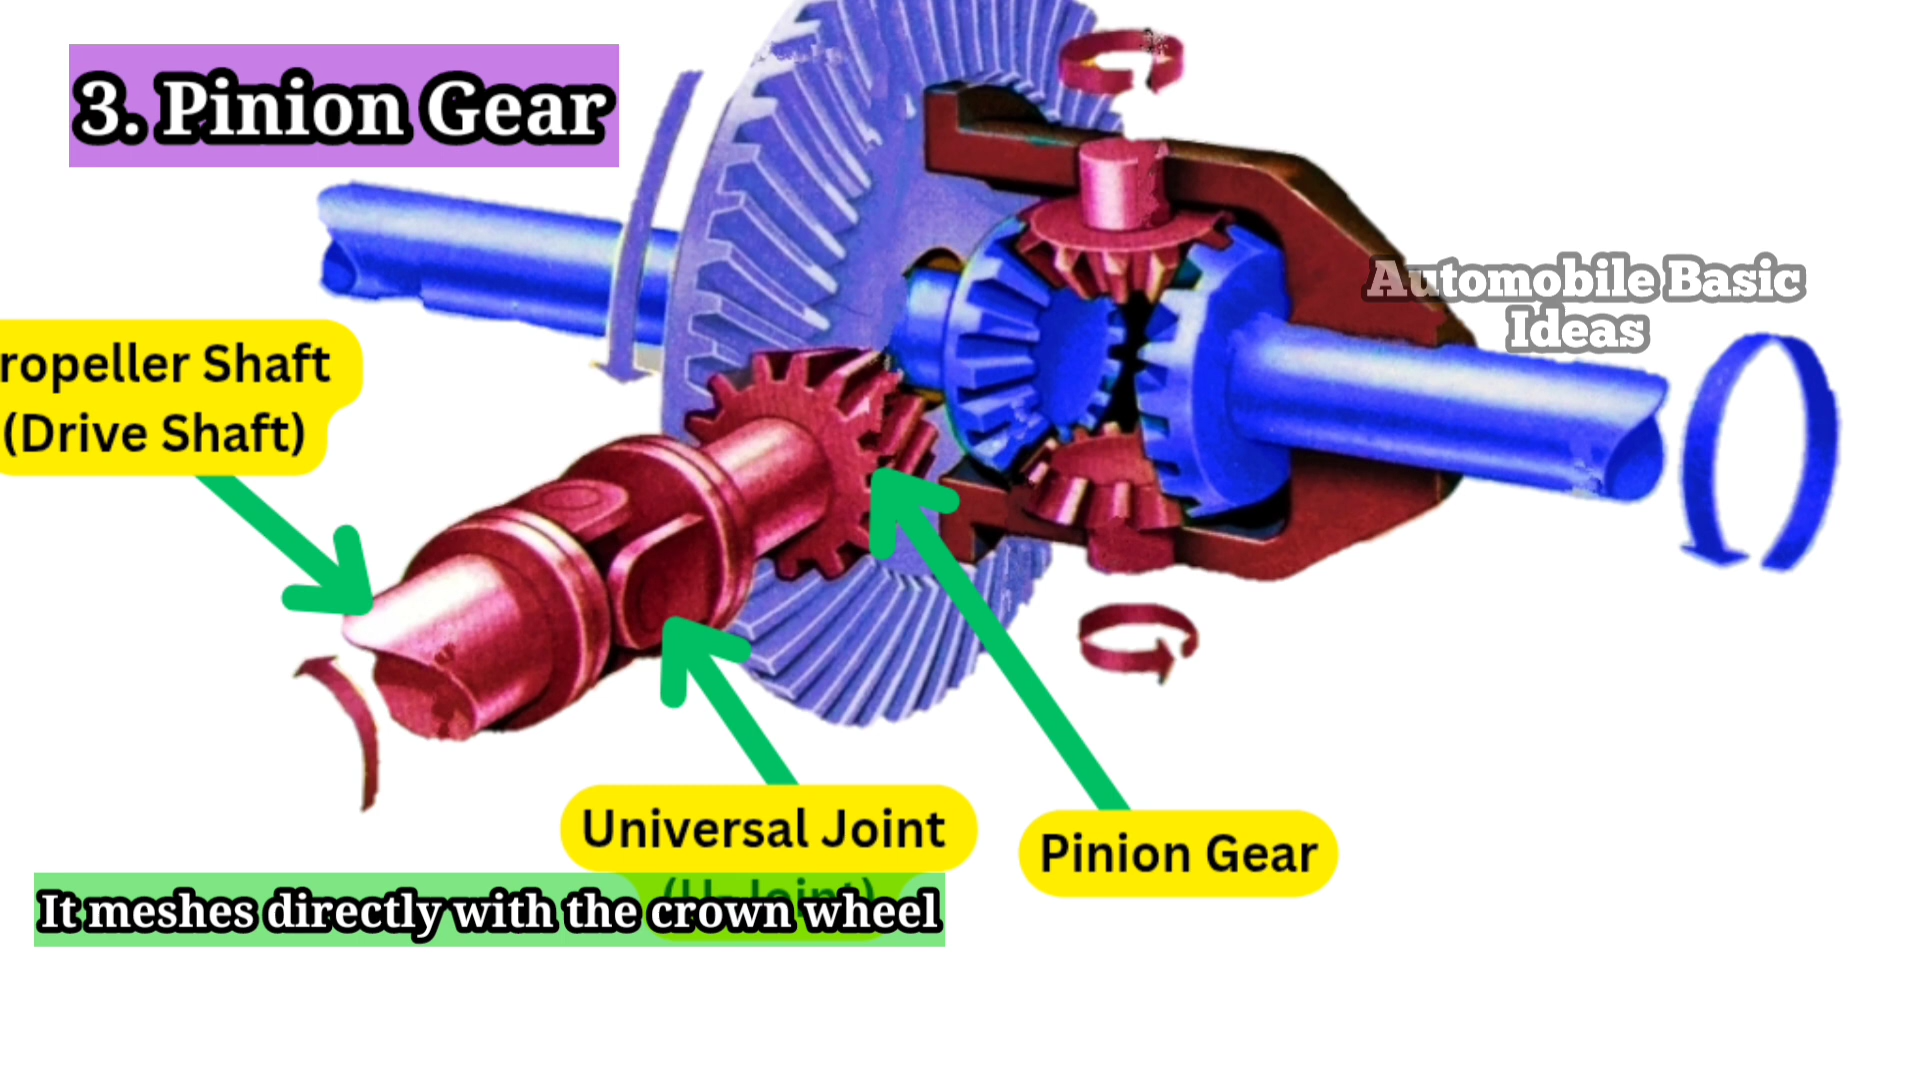 3. Pinion Gear
Automobile Basic
Ideas
ropeller Shaft
(Drive Shaft)
Universal Joint
(U-Joint)
Pinion Gear
It meshes directly with the crown wheel